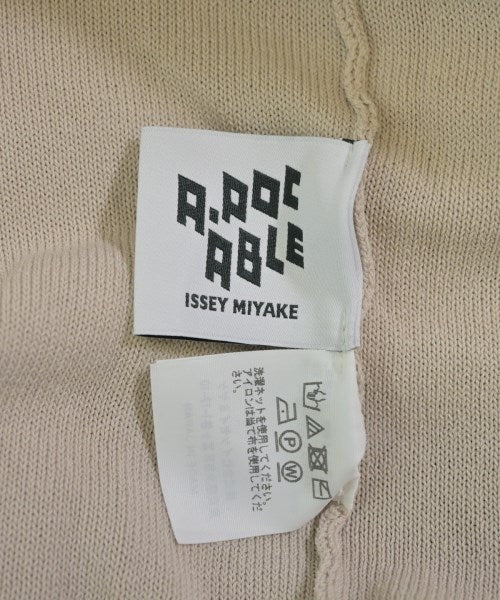 A-POC
ABLE
ISSEY MIYAKE
洗濯ネットを使用してください。
アイロンは当て布を使用してくだ
さい。
P W